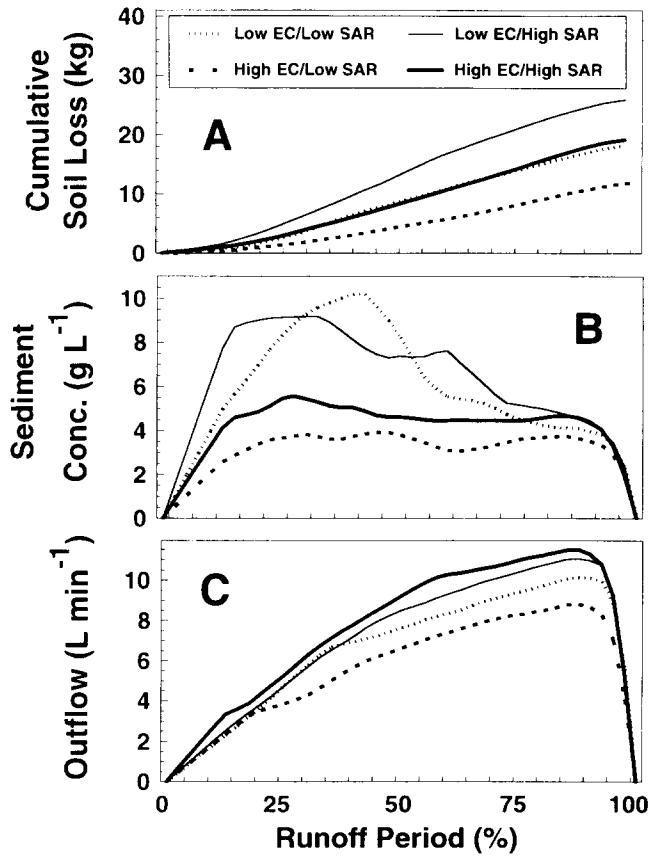 40
30
20
10
0
Cumulative
Soil Loss (kg)
Low EC/Low SAR
Low EC/High SAR
High EC/Low SAR
High EC/High SAR
A
10
8
6
4
2
0
Sediment
Conc. (g L⁻¹)
B
10
8
6
4
2
0
Outflow (L min⁻¹)
C
0 25 50 75 100
Runoff Period (%)